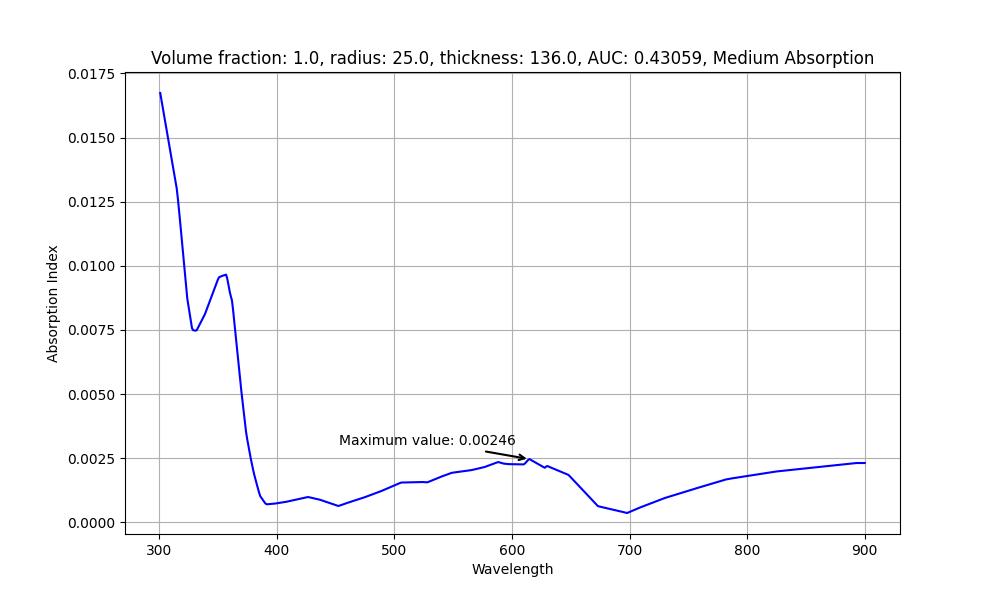 Volume fraction: 1.0, radius: 25.0, thickness: 136.0, AUC: 0.43059, Medium Absorption
0.0175
0.0150
0.0125
0.0100
0.0075
0.0050
0.0025
0.0000
Absorption Index
Maximum value: 0.00246
300 400 500 600 700 800 900
Wavelength